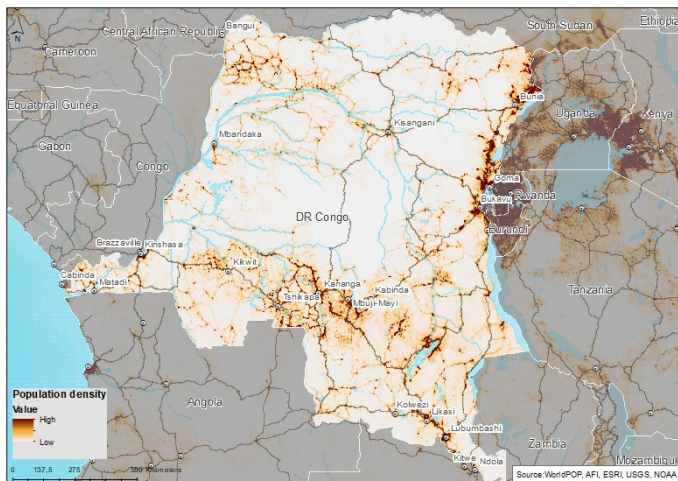 South Sudan
Ethiopia
Central African Republic
Bangui
Cameroon
N
Bunia
Equatorial Guinea
Uganda
Kenya
Kisangani
Mbandaka
Gabon
Congo
Goma
Rwanda
Bukavu
DR Congo
Burundi
Brazzaville
Kinshasa
Kikwit
Cabinda
Matadi
Kananga
Kabinda
Tshikapa
Mbuji-Mayi
Tanzania
Population density
Value
High
Low
Angola
Kolwezi
Likasi
Lubumbashi
Zambia
Kitwe
Ndola
Mozambique
0 137.5 275 550 Kilometers
Source:WorldPOP, AFI, ESRI, USGS, NOAA